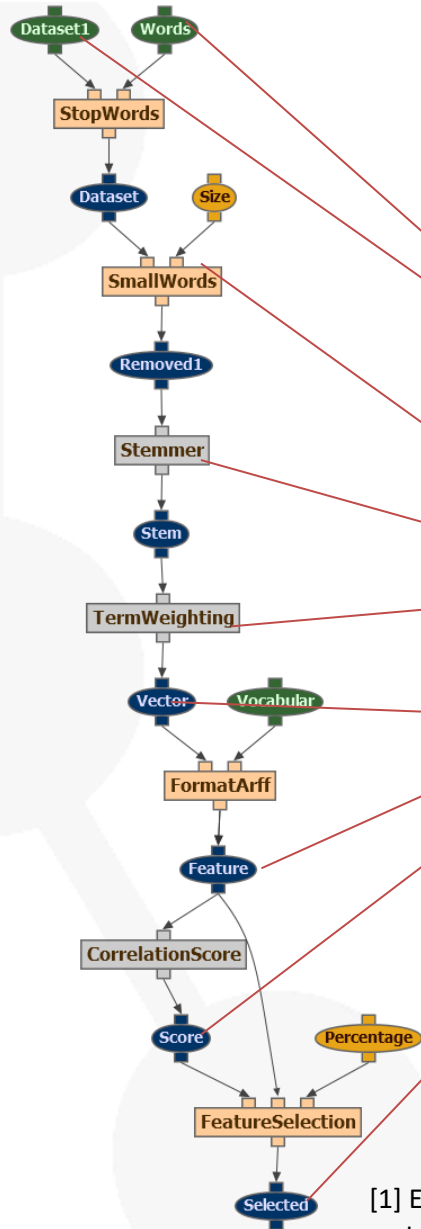 Dataset1 Words
StopWords
Dataset Size
SmallWords
Removed1
Stemmer
Stem
TermWeighting
Vector Vocabular
FormatArff
Feature
CorrelationScore
Score Percentage
FeatureSelection
Selected [1] E